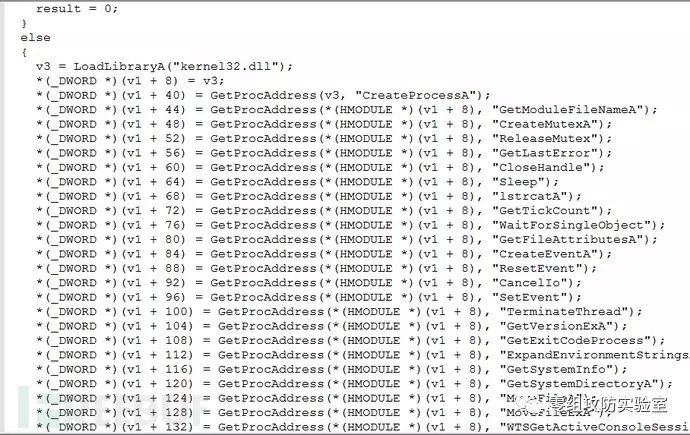 result = 0;
}
else
{
v3 = LoadLibraryA("kernel32.dll");
*(_DWORD *)(v1 + 8) = v3;
*(_DWORD *)(v1 + 40) = GetProcAddress(v3, "CreateProcessA");
*(_DWORD *)(v1 + 44) = GetProcAddress(*(HMODULE *)(v1 + 8), "GetModuleFileNameA");
*(_DWORD *)(v1 + 48) = GetProcAddress(*(HMODULE *)(v1 + 8), "CreateMutexA");
*(_DWORD *)(v1 + 52) = GetProcAddress(*(HMODULE *)(v1 + 8), "ReleaseMutex");
*(_DWORD *)(v1 + 56) = GetProcAddress(*(HMODULE *)(v1 + 8), "GetLastError");
*(_DWORD *)(v1 + 60) = GetProcAddress(*(HMODULE *)(v1 + 8), "CloseHandle");
*(_DWORD *)(v1 + 64) = GetProcAddress(*(HMODULE *)(v1 + 8), "Sleep");
*(_DWORD *)(v1 + 68) = GetProcAddress(*(HMODULE *)(v1 + 8), "lstrcatA");
*(_DWORD *)(v1 + 72) = GetProcAddress(*(HMODULE *)(v1 + 8), "GetTickCount");
*(_DWORD *)(v1 + 76) = GetProcAddress(*(HMODULE *)(v1 + 8), "WaitForSingleObject");
*(_DWORD *)(v1 + 80) = GetProcAddress(*(HMODULE *)(v1 + 8), "GetFileAttributesA");
*(_DWORD *)(v1 + 84) = GetProcAddress(*(HMODULE *)(v1 + 8), "CreateEventA");
*(_DWORD *)(v1 + 88) = GetProcAddress(*(HMODULE *)(v1 + 8), "ResetEvent");
*(_DWORD *)(v1 + 92) = GetProcAddress(*(HMODULE *)(v1 + 8), "CancelIo");
*(_DWORD *)(v1 + 96) = GetProcAddress(*(HMODULE *)(v1 + 8), "SetEvent");
*(_DWORD *)(v1 + 100) = GetProcAddress(*(HMODULE *)(v1 + 8), "TerminateThread");
*(_DWORD *)(v1 + 104) = GetProcAddress(*(HMODULE *)(v1 + 8), "GetVersionExA");
*(_DWORD *)(v1 + 108) = GetProcAddress(*(HMODULE *)(v1 + 8), "GetExitCodeProcess");
*(_DWORD *)(v1 + 112) = GetProcAddress(*(HMODULE *)(v1 + 8), "ExpandEnvironmentStrings
*(_DWORD *)(v1 + 116) = GetProcAddress(*(HMODULE *)(v1 + 8), "GetSystemInfo");
*(_DWORD *)(v1 + 120) = GetProcAddress(*(HMODULE *)(v1 + 8), "GetSystemDirectoryA");
*(_DWORD *)(v1 + 124) = GetProcAddress(*(HMODULE *)(v1 + 8),
*(_DWORD *)(v1 + 128) = GetProcAddress(*(HMODULE *)(v1 + 8),
*(_DWORD *)(v1 + 132) = GetProcAddress(*(HMODULE *)(v1 + 8), "WTSGetActiveConsoleSessi
组攻防实验室